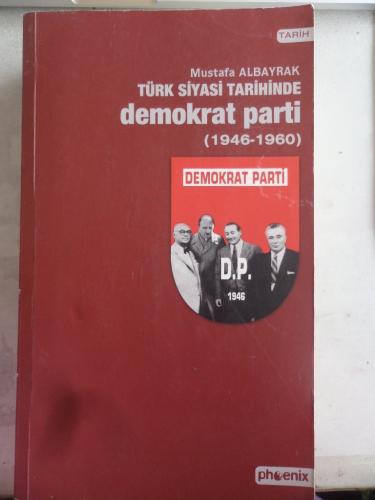 TARİH
Mustafa ALBAYRAK
TÜRK SİYASİ TARİHİNDE
demokrat parti
(1946-1960)
DEMOKRAT PARTİ
D.P.
1946
phoenix